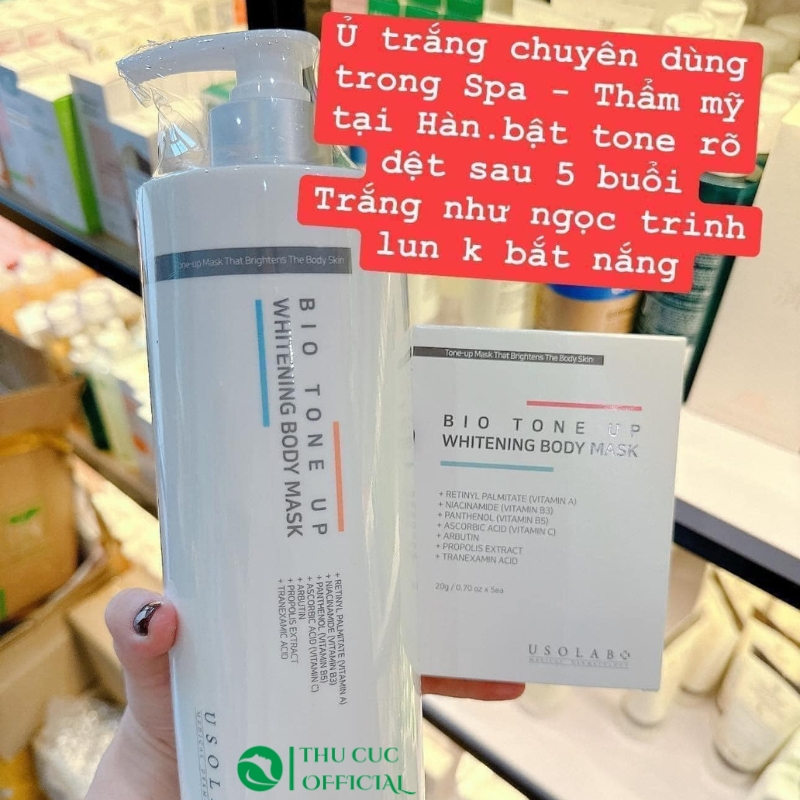 Ủ trắng chuyên dùng
trong Spa - Thẩm mỹ
tại Hàn.bật tone rõ
dệt sau 5 buổi
Trắng như ngọc trinh
lun k bắt nắng
Tone-up Mask That Brightens The Body Skin
BIO TONE UP
WHITENING BODY MASK
+ RETINYL PALMITATE (VITAMIN A)
+ NIACINAMIDE (VITAMIN B3)
+ PANTHENOL (VITAMIN B5)
+ ASCORBIC ACID (VITAMIN C)
+ ARBUTIN
+ PROPOLIS EXTRACT
+ TRANEXAMIC ACID
USOL
Tone-up Mask That Brightens The Body Skin
BIO TONE UP
WHITENING BODY MASK
+ RETINYL PALMITATE (VITAMIN A)
+ NIACINAMIDE (VITAMIN B3)
+ PANTHENOL (VITAMIN B5)
+ ASCORBIC ACID (VITAMIN C)
+ ARBUTIN
+ PROPOLIS EXTRACT
+ TRANEXAMIN ACID
20g / 0.70 oz x 5ea
USOLAB
MEDICAL DERMATOLOGY
THU CUC
OFFICIAL